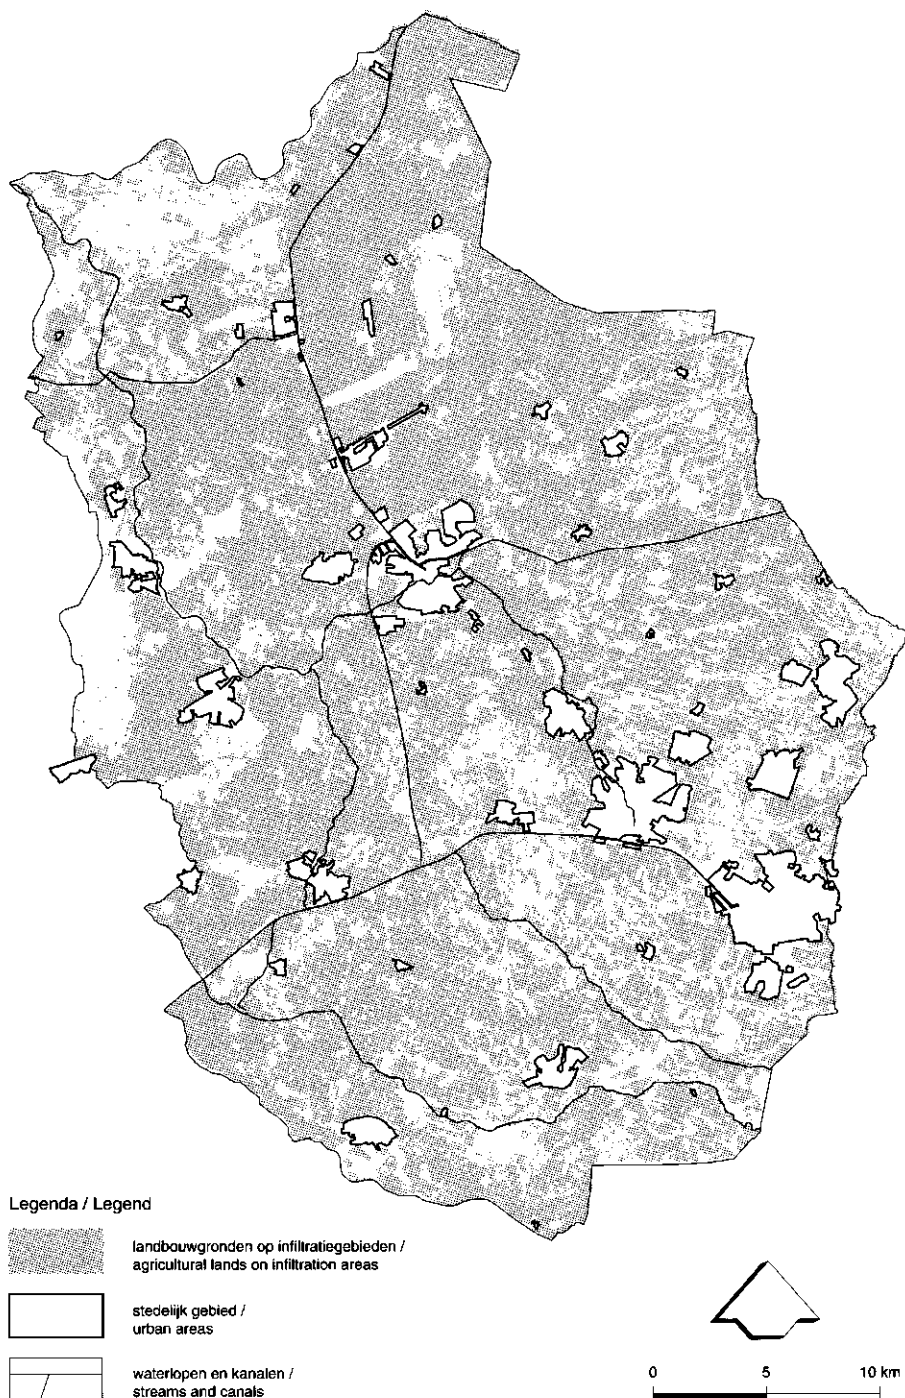 Legenda / Legend
landbouwgronden op infiltratiegebieden /
agricultural lands on infiltration areas
stedelijk gebied /
urban areas
waterlopen en kanalen /
streams and canals
0 5 10 km